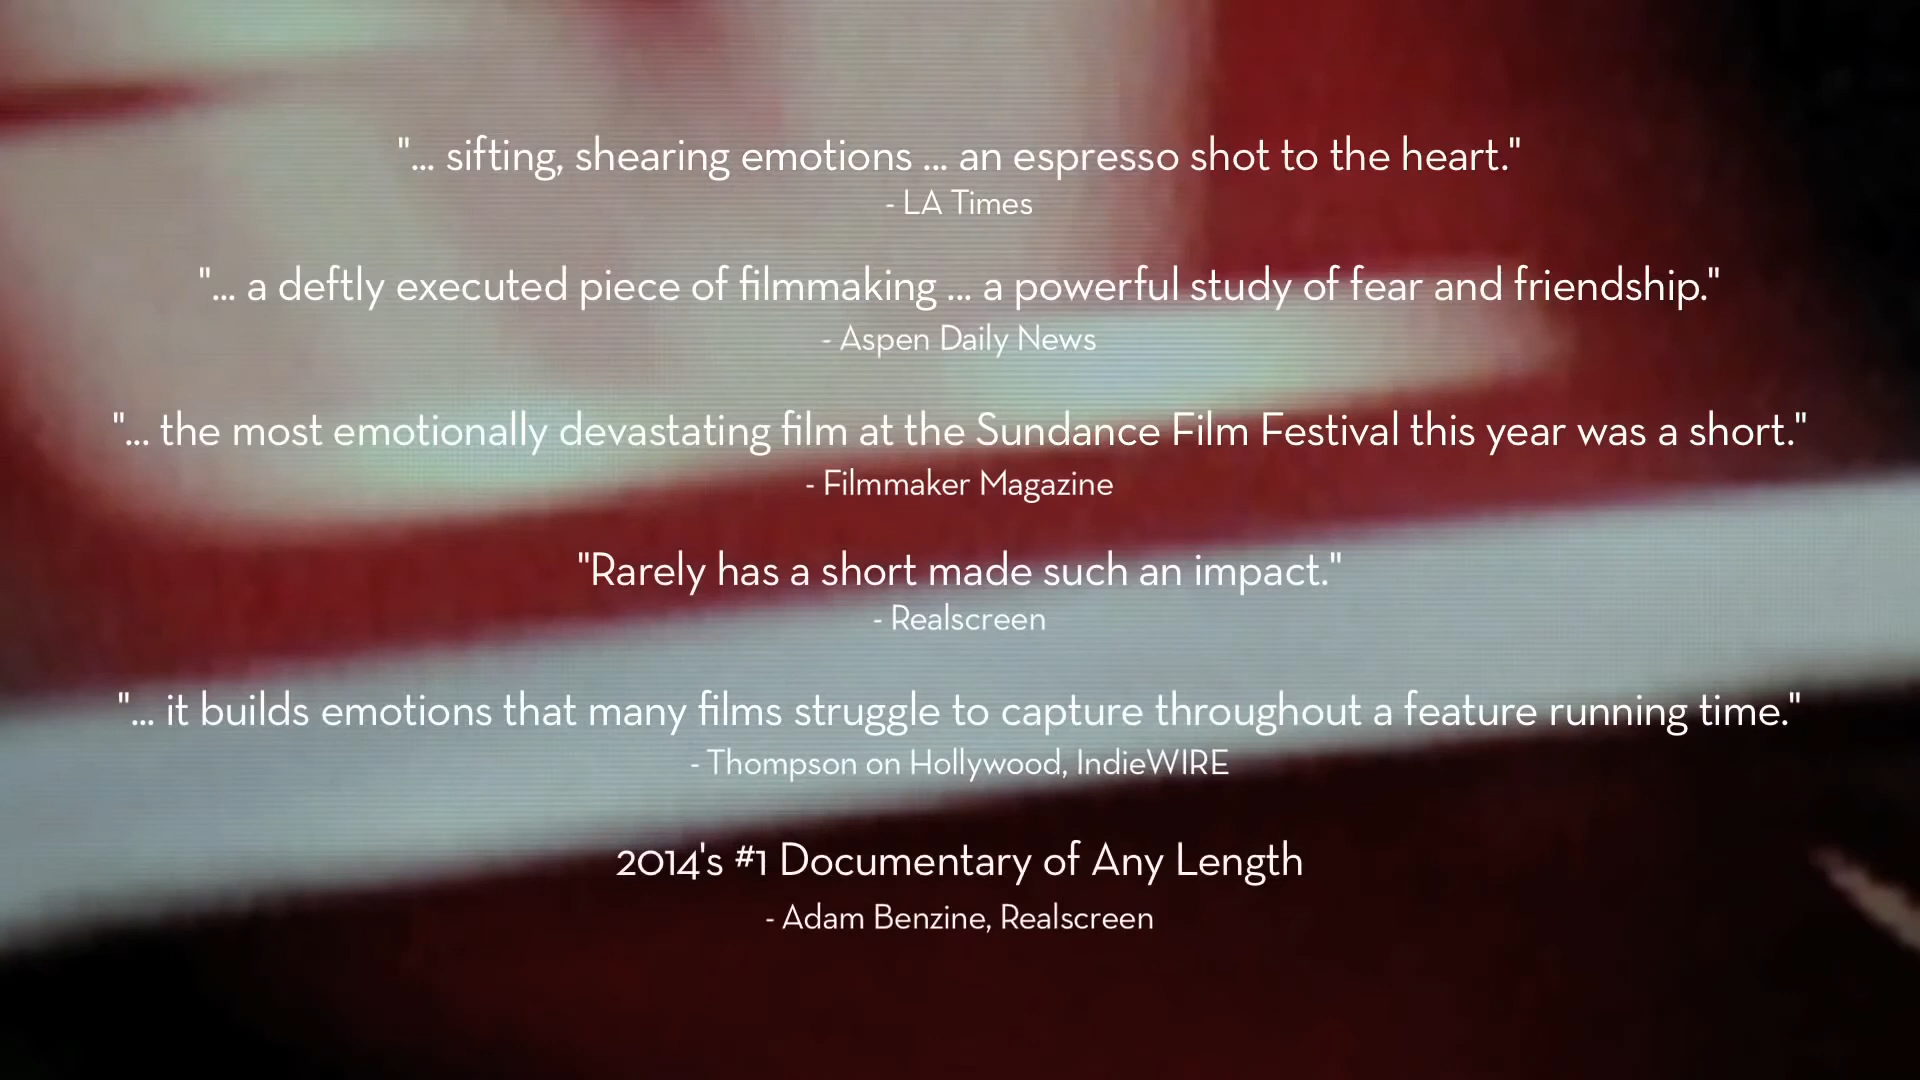 "... sifting, shearing emotions ... an espresso shot to the heart."
- LA Times
"... a deftly executed piece of filmmaking ... a powerful study of fear and friendship."
- Aspen Daily News
"... the most emotionally devastating film at the Sundance Film Festival this year was a short."
- Filmmaker Magazine
"Rarely has a short made such an impact."
- Realscreen
"... it builds emotions that many films struggle to capture throughout a feature running time."
- Thompson on Hollywood, IndieWIRE
2014's #1 Documentary of Any Length
- Adam Benzine, Realscreen